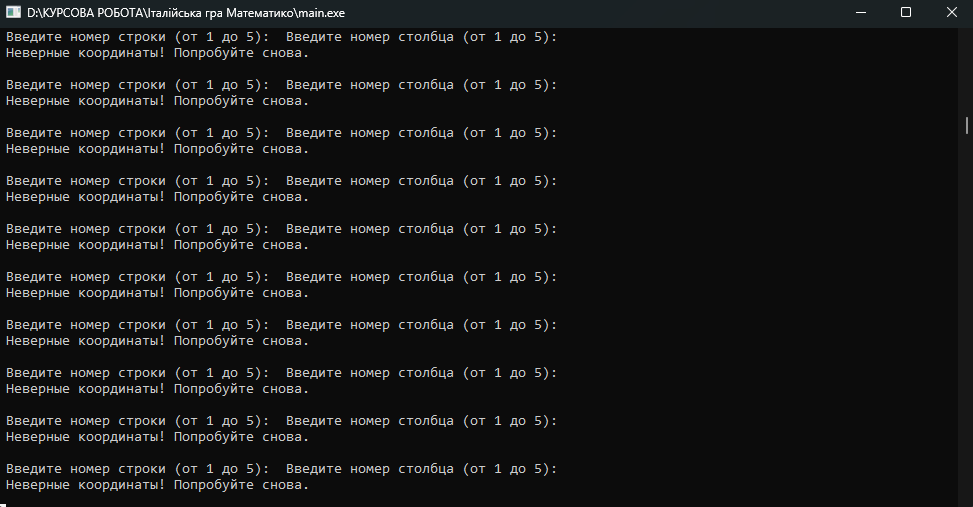 D:\КУРСОВА РОБОТА\Італійська гра Математико\main.exe
Введите номер строки (от 1 до 5):  Введите номер столбца (от 1 до 5):
Неверные координаты! Попробуйте снова.
Введите номер строки (от 1 до 5):  Введите номер столбца (от 1 до 5):
Неверные координаты! Попробуйте снова.
Введите номер строки (от 1 до 5):  Введите номер столбца (от 1 до 5):
Неверные координаты! Попробуйте снова.
Введите номер строки (от 1 до 5):  Введите номер столбца (от 1 до 5):
Неверные координаты! Попробуйте снова.
Введите номер строки (от 1 до 5):  Введите номер столбца (от 1 до 5):
Неверные координаты! Попробуйте снова.
Введите номер строки (от 1 до 5):  Введите номер столбца (от 1 до 5):
Неверные координаты! Попробуйте снова.
Введите номер строки (от 1 до 5):  Введите номер столбца (от 1 до 5):
Неверные координаты! Попробуйте снова.
Введите номер строки (от 1 до 5):  Введите номер столбца (от 1 до 5):
Неверные координаты! Попробуйте снова.
Введите номер строки (от 1 до 5):  Введите номер столбца (от 1 до 5):
Неверные координаты! Попробуйте снова.
Введите номер строки (от 1 до 5):  Введите номер столбца (от 1 до 5):
Неверные координаты! Попробуйте снова.